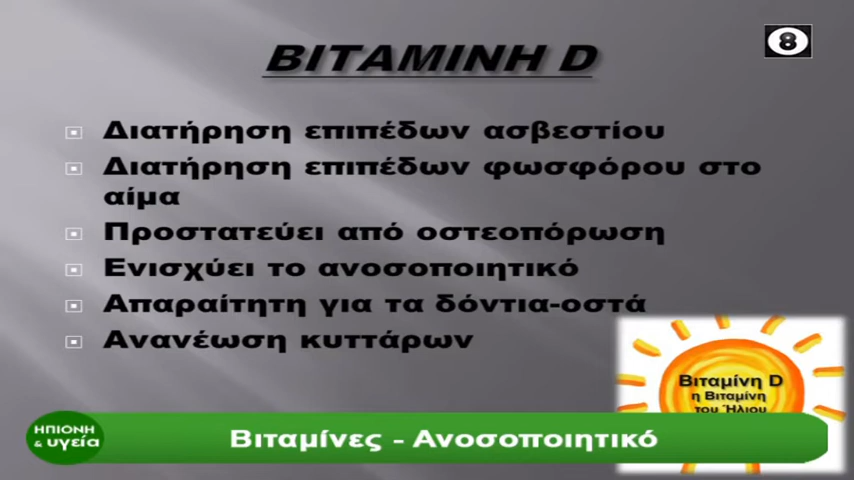 ΒΙΤΑΜΙΝΗ D
8
Διατήρηση επιπέδων ασβεστίου
Διατήρηση επιπέδων φωσφόρου στο
αίμα
Προστατεύει από οστεοπόρωση
Ενισχύει το ανοσοποιητικό
Απαραίτητη για τα δόντια-οστά
Ανανέωση κυττάρων
Βιταμίνη D
η Βιταμίνη
του Ήλιου
ΗΠΙΟΝΗ
& υγεία
Βιταμίνες - Ανοσοποιητικό